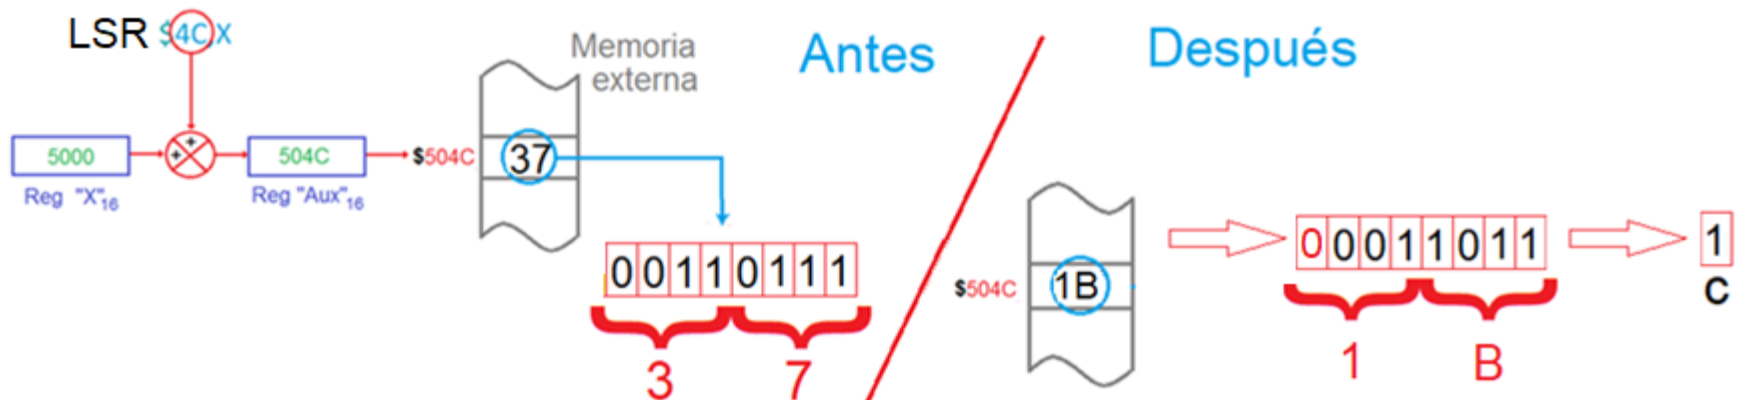 LSR $4C,X
Memoria
externa
Antes
Después
5000
+
+
504C
$504C
37
Reg "X"16
Reg "Aux"16
0 0 1 1 0 1 1 1
3
7
$504C
1B
0 0 0 1 1 0 1 1
1
B
1
C